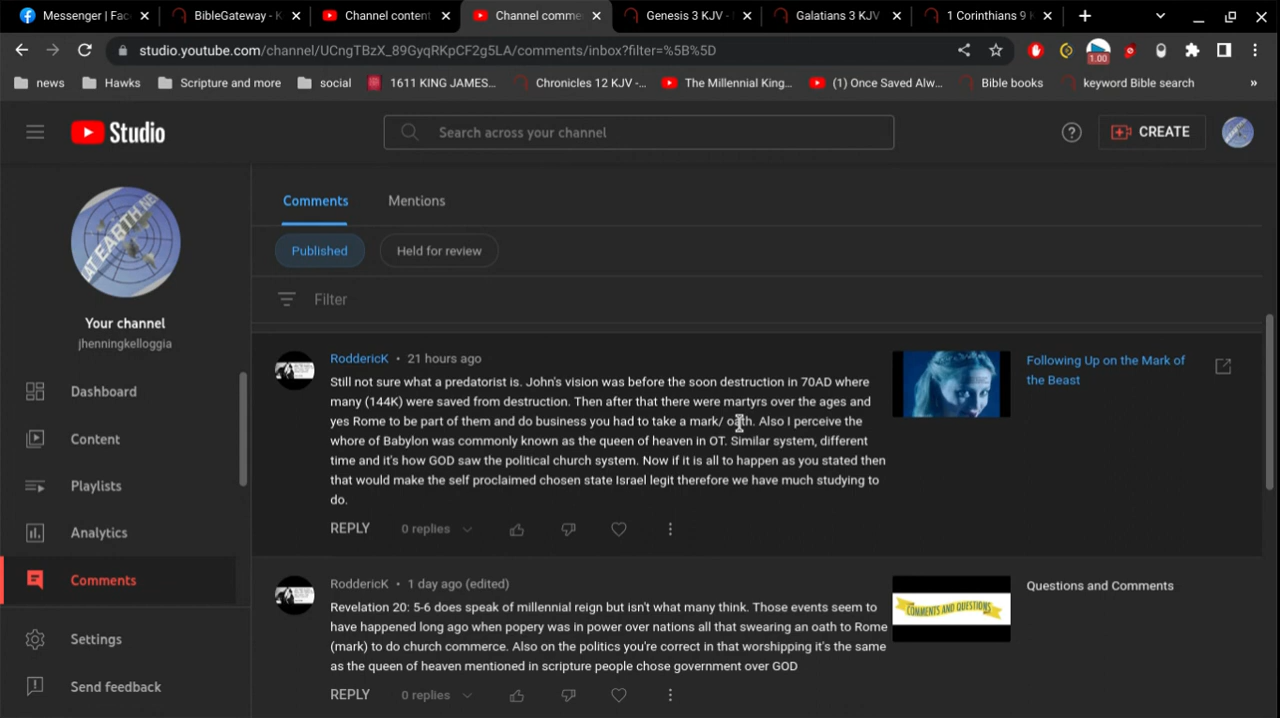 Messenger | Fac
BibleGateway - K
Channel content
Channel comme
Genesis 3 KJV -
Galatians 3 KJV
1 Corinthians 9
studio.youtube.com/channel/UCngTBzX_89GyqRKpCF2g5LA/comments/inbox?filter=%5B%5D
1.00
news
Hawks
Scripture and more
social
1611 KING JAMES...
Chronicles 12 KJV -...
The Millennial King...
(1) Once Saved Alw...
Bible books
keyword Bible search
»
Studio
Search across your channel
CREATE
AT EARTH NE
Your channel
jhenningkelloggia
Dashboard
Content
Playlists
Analytics
Comments
Settings
Send feedback
Comments
Mentions
Published
Held for review
Filter
RoddericK • 21 hours ago
Still not sure what a predatorist is. John's vision was before the soon destruction in 70AD where
many (144K) were saved from destruction. Then after that there were martyrs over the ages and
yes Rome to be part of them and do business you had to take a mark/ oath. Also I perceive the
whore of Babylon was commonly known as the queen of heaven in OT. Similar system, different
time and it's how GOD saw the political church system. Now if it is all to happen as you stated then
that would make the self proclaimed chosen state Israel legit therefore we have much studying to
do.
REPLY
0 replies
Following Up on the Mark of
the Beast
RoddericK • 1 day ago (edited)
Revelation 20: 5-6 does speak of millennial reign but isn't what many think. Those events seem to
have happened long ago when popery was in power over nations all that swearing an oath to Rome
(mark) to do church commerce. Also on the politics you're correct in that worshipping it's the same
as the queen of heaven mentioned in scripture people chose government over GOD
REPLY
0 replies
COMMENTS AND QUESTIONS
Questions and Comments